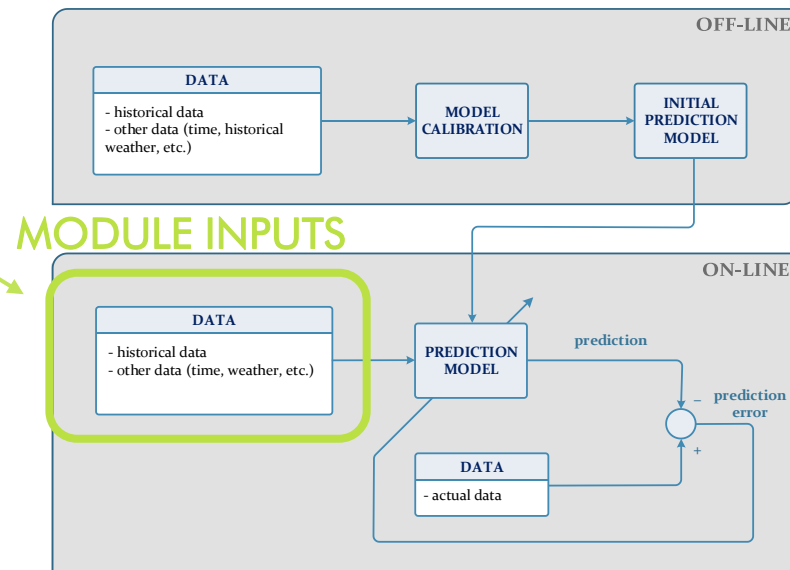 OFF-LINE
DATA
- historical data
- other data (time, historical
weather, etc.)
MODEL
CALIBRATION
INITIAL
PREDICTION
MODEL
MODULE INPUTS
ON-LINE
DATA
- historical data
- other data (time, weather, etc.)
PREDICTION
MODEL
prediction
−
prediction
error
+
DATA
- actual data